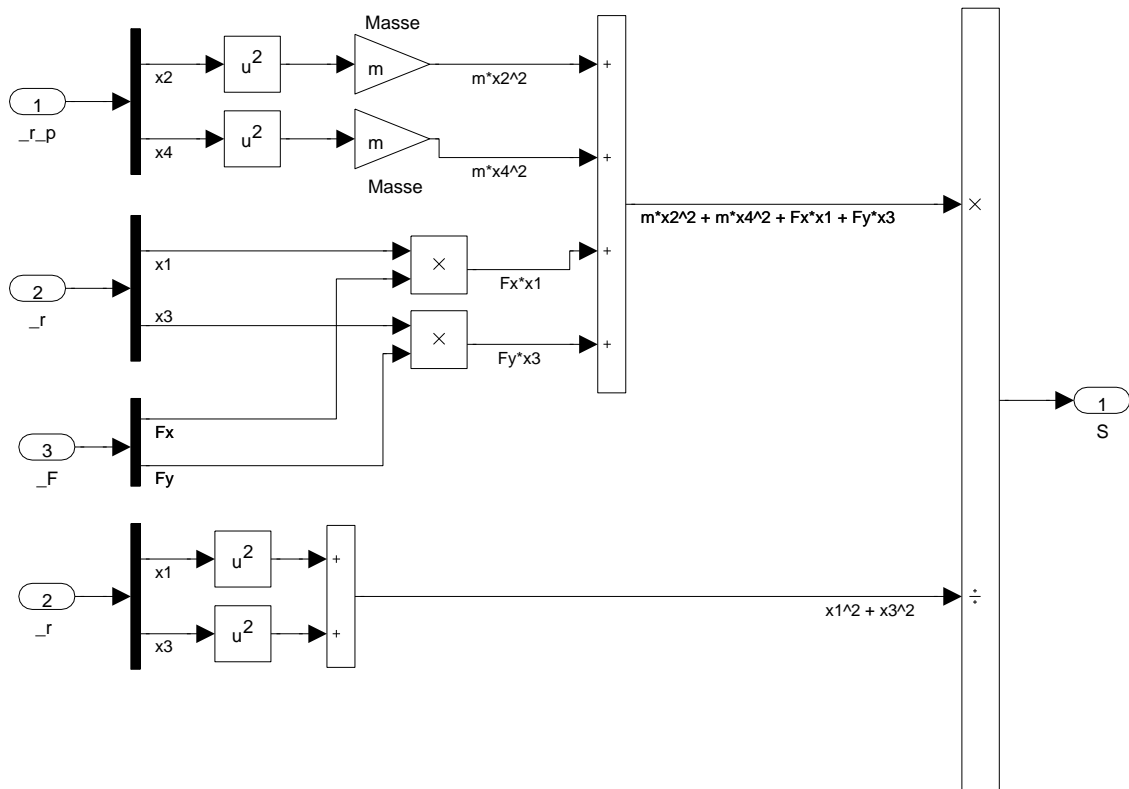 Masse
1
_r_p
x2
u²
m
m*x2^2
+
x4
u²
m
m*x4^2
+
Masse
m*x2^2 + m*x4^2 + Fx*x1 + Fy*x3
×
2
_r
x1
×
Fx*x1
+
x3
×
Fy*x3
+
3
_F
Fx
Fy
1
S
2
_r
x1
u²
+
x3
u²
+
x1^2 + x3^2
÷